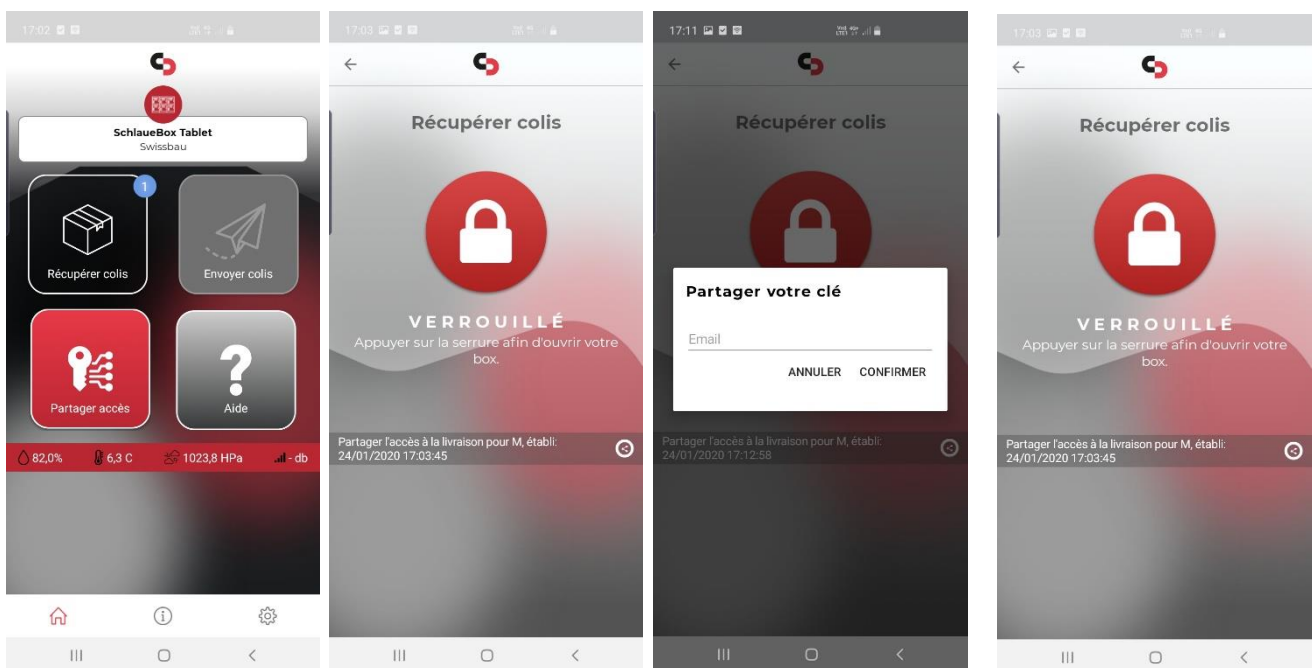 17:02
SchlaueBox Tablet
Swissbau
1
Récupérer colis
Envoyer colis
Partager accès
Aide
82,0%
6,3 C
1023,8 HPa
- db
17:03
Récupérer colis
VERROUILLÉ
Appuyer sur la serrure afin d'ouvrir votre
box.
Partager l'accès à la livraison pour M, établi:
24/01/2020 17:03:45
17:11
Récupérer colis
Partager votre clé
Email
ANNULER CONFIRMER
Partager l'accès à la livraison pour M, établi:
24/01/2020 17:12:58
17:03
Récupérer colis
VERROUILLÉ
Appuyer sur la serrure afin d'ouvrir votre
box.
Partager l'accès à la livraison pour M, établi:
24/01/2020 17:03:45